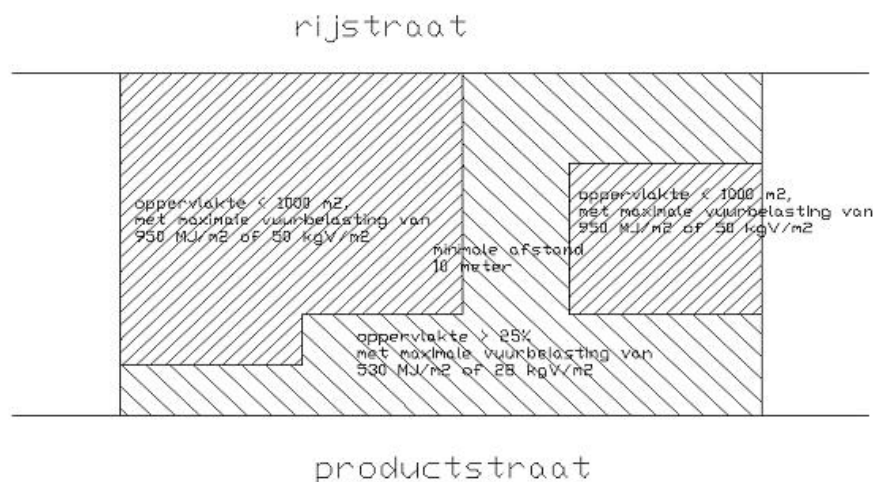 rijstraat
oppervlakte < 1000 m2,
met maximale vuurbelasting van
950 MJ/m2 of 50 kgV/m2
oppervlakte < 1000 m2,
met maximale vuurbelasting van
950 MJ/m2 of 50 kgV/m2
minimale afstand
10 meter
oppervlakte > 25%
met maximale vuurbelasting van
530 MJ/m2 of 28 kgV/m2
productstraat